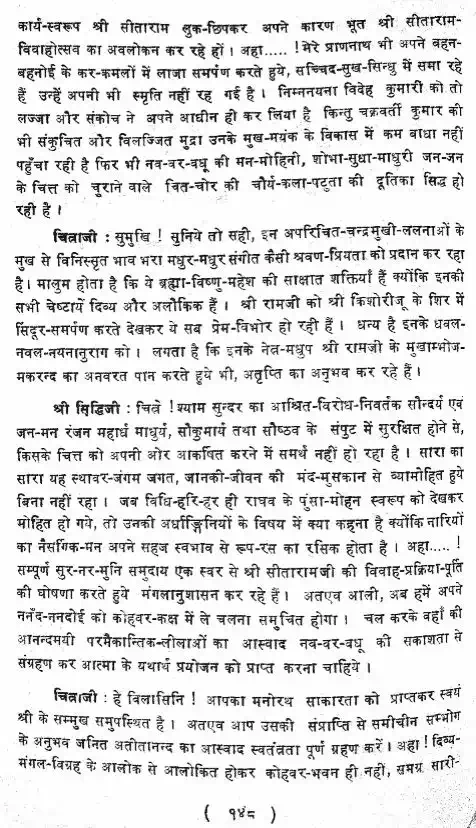 कार्य-स्वरूप श्री सीताराम लुक-छिपकर अपने कारण भूत श्री सीताराम-
विवाहोत्सव का अवलोकन कर रहे हों । अहा..... ! मेरे प्राणनाथ भी अपने बहन-
बहनोई के कर-कमलों में लाजा समर्पण करते हुये, सच्चिद-सुख-सिन्धु में समा रहे
हैं उन्हें अपनी भी स्मृति नहीं रह गई है । निम्ननयना विदेह कुमारी को तो
लज्जा और संकोच ने अपने आधीन ही कर लिया है किन्तु चक्रवर्ती कुमार की
भी संकुचित और विलज्जित मुद्रा उनके मुख-मयंक के विकास में कम बाधा नहीं
पहुँचा रही है फिर भी नव-वर-वधू की मन-मोहिनी, शोभा-सुधा-माधुरी जन-जन
के चित्त को चुराने वाले चित-चोर की चौर्य-कला-पटुता की दूतिका सिद्ध हो
रही है ।
चित्राजी : सुमुखि ! सुनिये तो सही, इन अपरिचित-चन्द्रमुखी-ललनाओं के
मुख से विनिस्मृत भाव भरा मधुर-मधुर संगीत कैसी श्रवण-प्रियता को प्रदान कर रहा
है । मालुम होता है कि ये ब्रह्मा-विष्णु-महेश की साक्षात शक्तियाँ हैं क्योंकि इनकी
सभी चेष्टायें दिव्य और अलौकिक हैं । श्री रामजी को श्री किशोरीजू के शिर में
सिंदूर-समर्पण करते देखकर ये सब प्रेम-विभोर हो रही हैं । धन्य है इनके धवल-
नवल-नयनानुराग को । लगता है कि इनके नेत्र-मधुप श्री रामजी के मुखाम्भोज-
मकरन्द का अनवरत पान करते हुये भी, अतृप्ति का अनुभव कर रहे हैं ।
श्री सिद्धिजी : चित्रे ! श्याम सुन्दर का आश्रित-विरोध-निवर्तक सौन्दर्य एवं
जन-मन रंजन महार्ध माधुर्य, सौकुमार्य तथा सौष्ठव के संपुट में सुरक्षित होने से,
किसके चित्त को अपनी ओर आकर्षित करने में समर्थ नहीं हो रहा है । सारा का
सारा यह स्थावर-जंगम जगत, जानकी-जीवन की मंद-मुसकान से व्यामोहित हुये
बिना नहीं रहा । जब विधि-हरि-हर ही राघव के पुंसा-मोहन स्वरूप को देखकर
मोहित हो गये, तो उनकी अर्धाङ्गिनियों के विषय में क्या कहना है क्योंकि नारियों
का नैसर्गिक-मन अपने सहज स्वभाव से रूप-रस का रसिक होता है । अहा..... !
सम्पूर्ण सुर-नर-मुनि समुदाय एक स्वर से श्री सीतारामजी की विवाह-प्रक्रिया-पूर्ति
की घोषणा करते हुये मंगलानुशासन कर रहे हैं । अतएव आली, अब हमें अपने
ननँद-ननदोई को कोहवर-कक्ष में ले चलना समुचित होगा । चल करके वहाँ की
आनन्दमयी परमैकान्तिक-लीलाओं का आस्वाद नव-वर-वधू की सकाशता से
संग्रहण कर आत्मा के यथार्थ प्रयोजन को प्राप्त करना चाहिये ।
चित्राजी : हे विलासिनि ! आपका मनोरथ साकारता को प्राप्तकर स्वयं
श्री के सम्मुख समुपस्थित है । अतएव आप उसकी संप्राप्ति से समीचीन सम्भोग
के अनुभव जनित अतीतानन्द का आस्वाद स्वतंत्रता पूर्ण ग्रहण करें । अहा ! दिव्य-
मंगल-विग्रह के आलोक से आलोकित होकर कोहवर-भवन ही नहीं, समग्र सारी-
( १४८ )